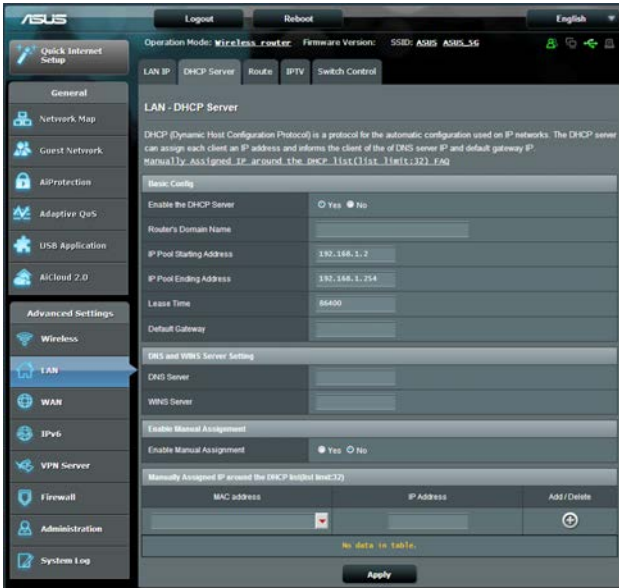 ASUS
Logout
Reboot
English
Quick Internet Setup
Operation Mode: Wireless router Firmware Version: SSID: ASUS ASUS_5G
LAN IP
DHCP Server
Route
IPTV
Switch Control
General
Network Map
Guest Network
AiProtection
Adaptive QoS
USB Application
AiCloud 2.0
Advanced Settings
Wireless
LAN
WAN
IPv6
VPN Server
Firewall
Administration
System Log
LAN - DHCP Server
DHCP (Dynamic Host Configuration Protocol) is a protocol for the automatic configuration used on IP networks. The DHCP server
can assign each client an IP address and informs the client of the of DNS server IP and default gateway IP.
Manually Assigned IP around the DHCP list(list limit:32) FAQ
Basic Config
Enable the DHCP Server Yes No
Router's Domain Name
IP Pool Starting Address 192.168.1.2
IP Pool Ending Address 192.168.1.254
Lease Time 86400
Default Gateway
DNS and WINS Server Setting
DNS Server
WINS Server
Enable Manual Assignment
Enable Manual Assignment Yes No
Manually Assigned IP around the DHCP list(list limit:32)
MAC address IP Address Add / Delete
No data in table.
Apply